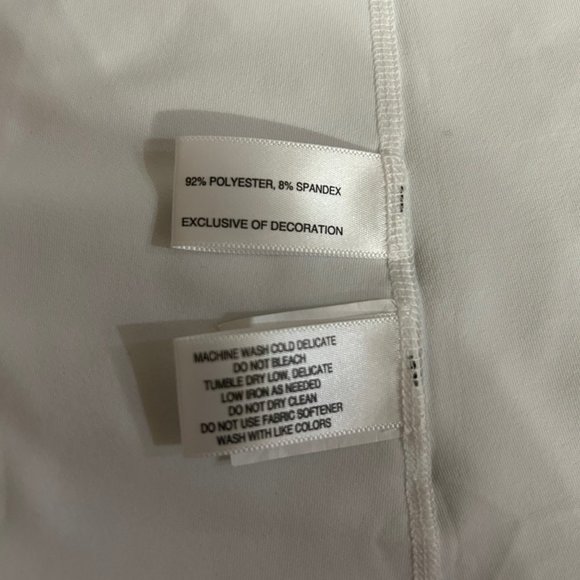 92% POLYESTER, 8% SPANDEX
EXCLUSIVE OF DECORATION
MACHINE WASH COLD DELICATE
DO NOT BLEACH
TUMBLE DRY LOW, DELICATE
LOW IRON AS NEEDED
DO NOT DRY CLEAN
DO NOT USE FABRIC SOFTENER
WASH WITH LIKE COLORS